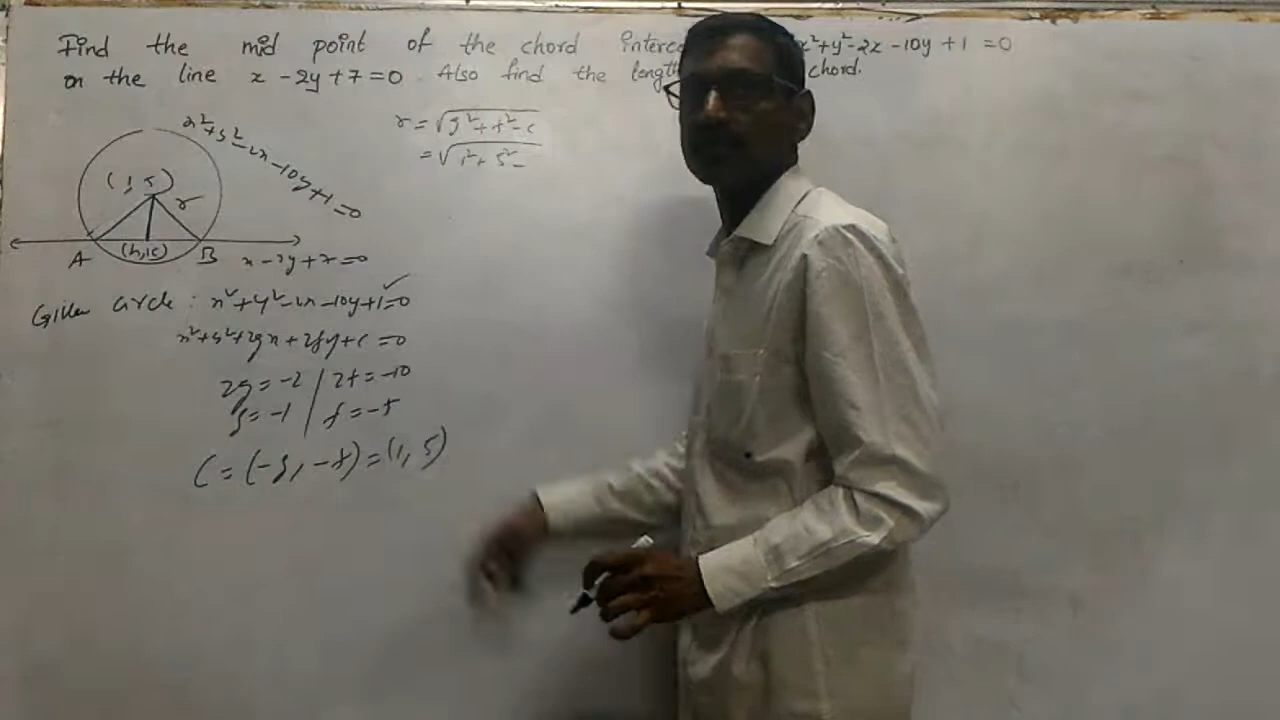 Find the mid point of the chord x²+y²-2x-10y+1=0
on the line x-2y+7=0. Also find the length chord.
x²+y²-2x-10y+1=0
r=√g²+f²-c
=√1²+5²-
(1,5)
r
A (h,k) B x-2y+7=0
Given circle: x²+y²-2x-10y+1=0 ✓
x²+y²+2gx+2fy+c=0
2g=-2 | 2f=-10
g=-1 | f=-5
C=(-g,-f)=(1,5)